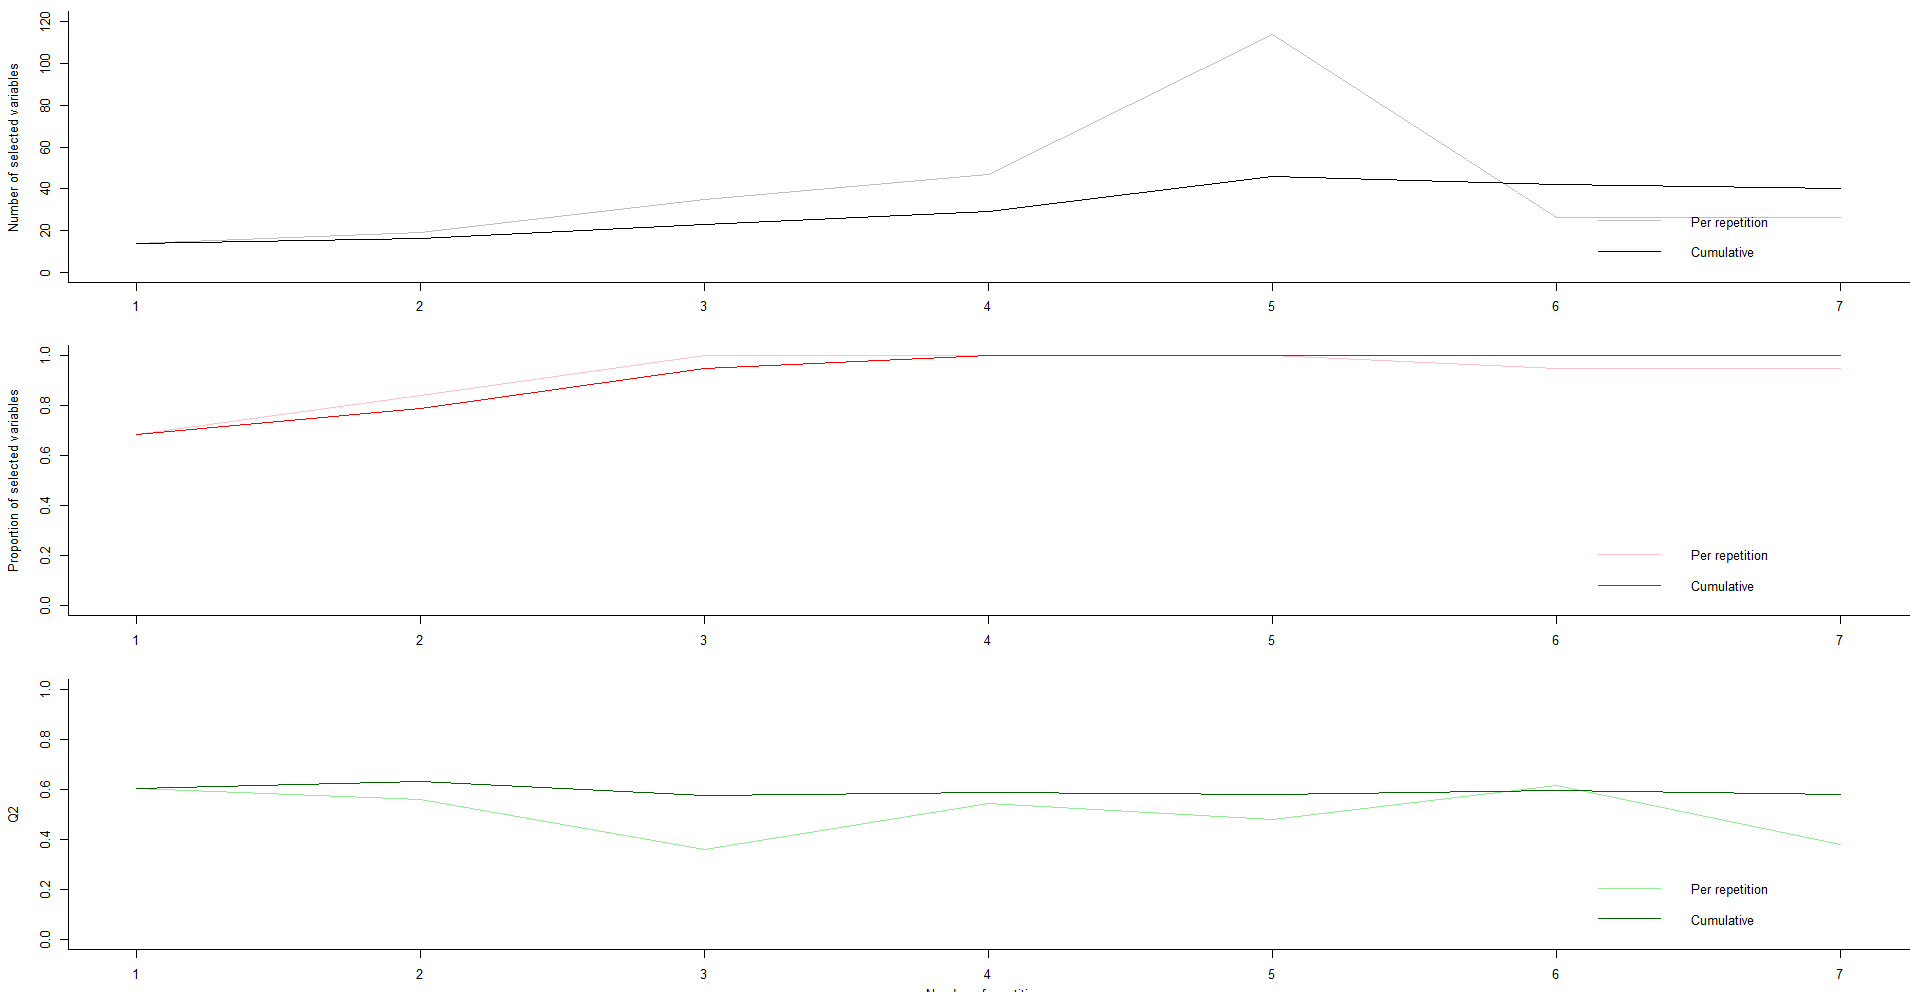 Number of selected variables
120
100
80
60
40
20
0
Per repetition
Cumulative
1 2 3 4 5 6 7
Proportion of selected variables
1.0
0.8
0.6
0.4
0.2
0.0
Per repetition
Cumulative
1 2 3 4 5 6 7
Q2
1.0
0.8
0.6
0.4
0.2
0.0
Per repetition
Cumulative
1 2 3 4 5 6 7